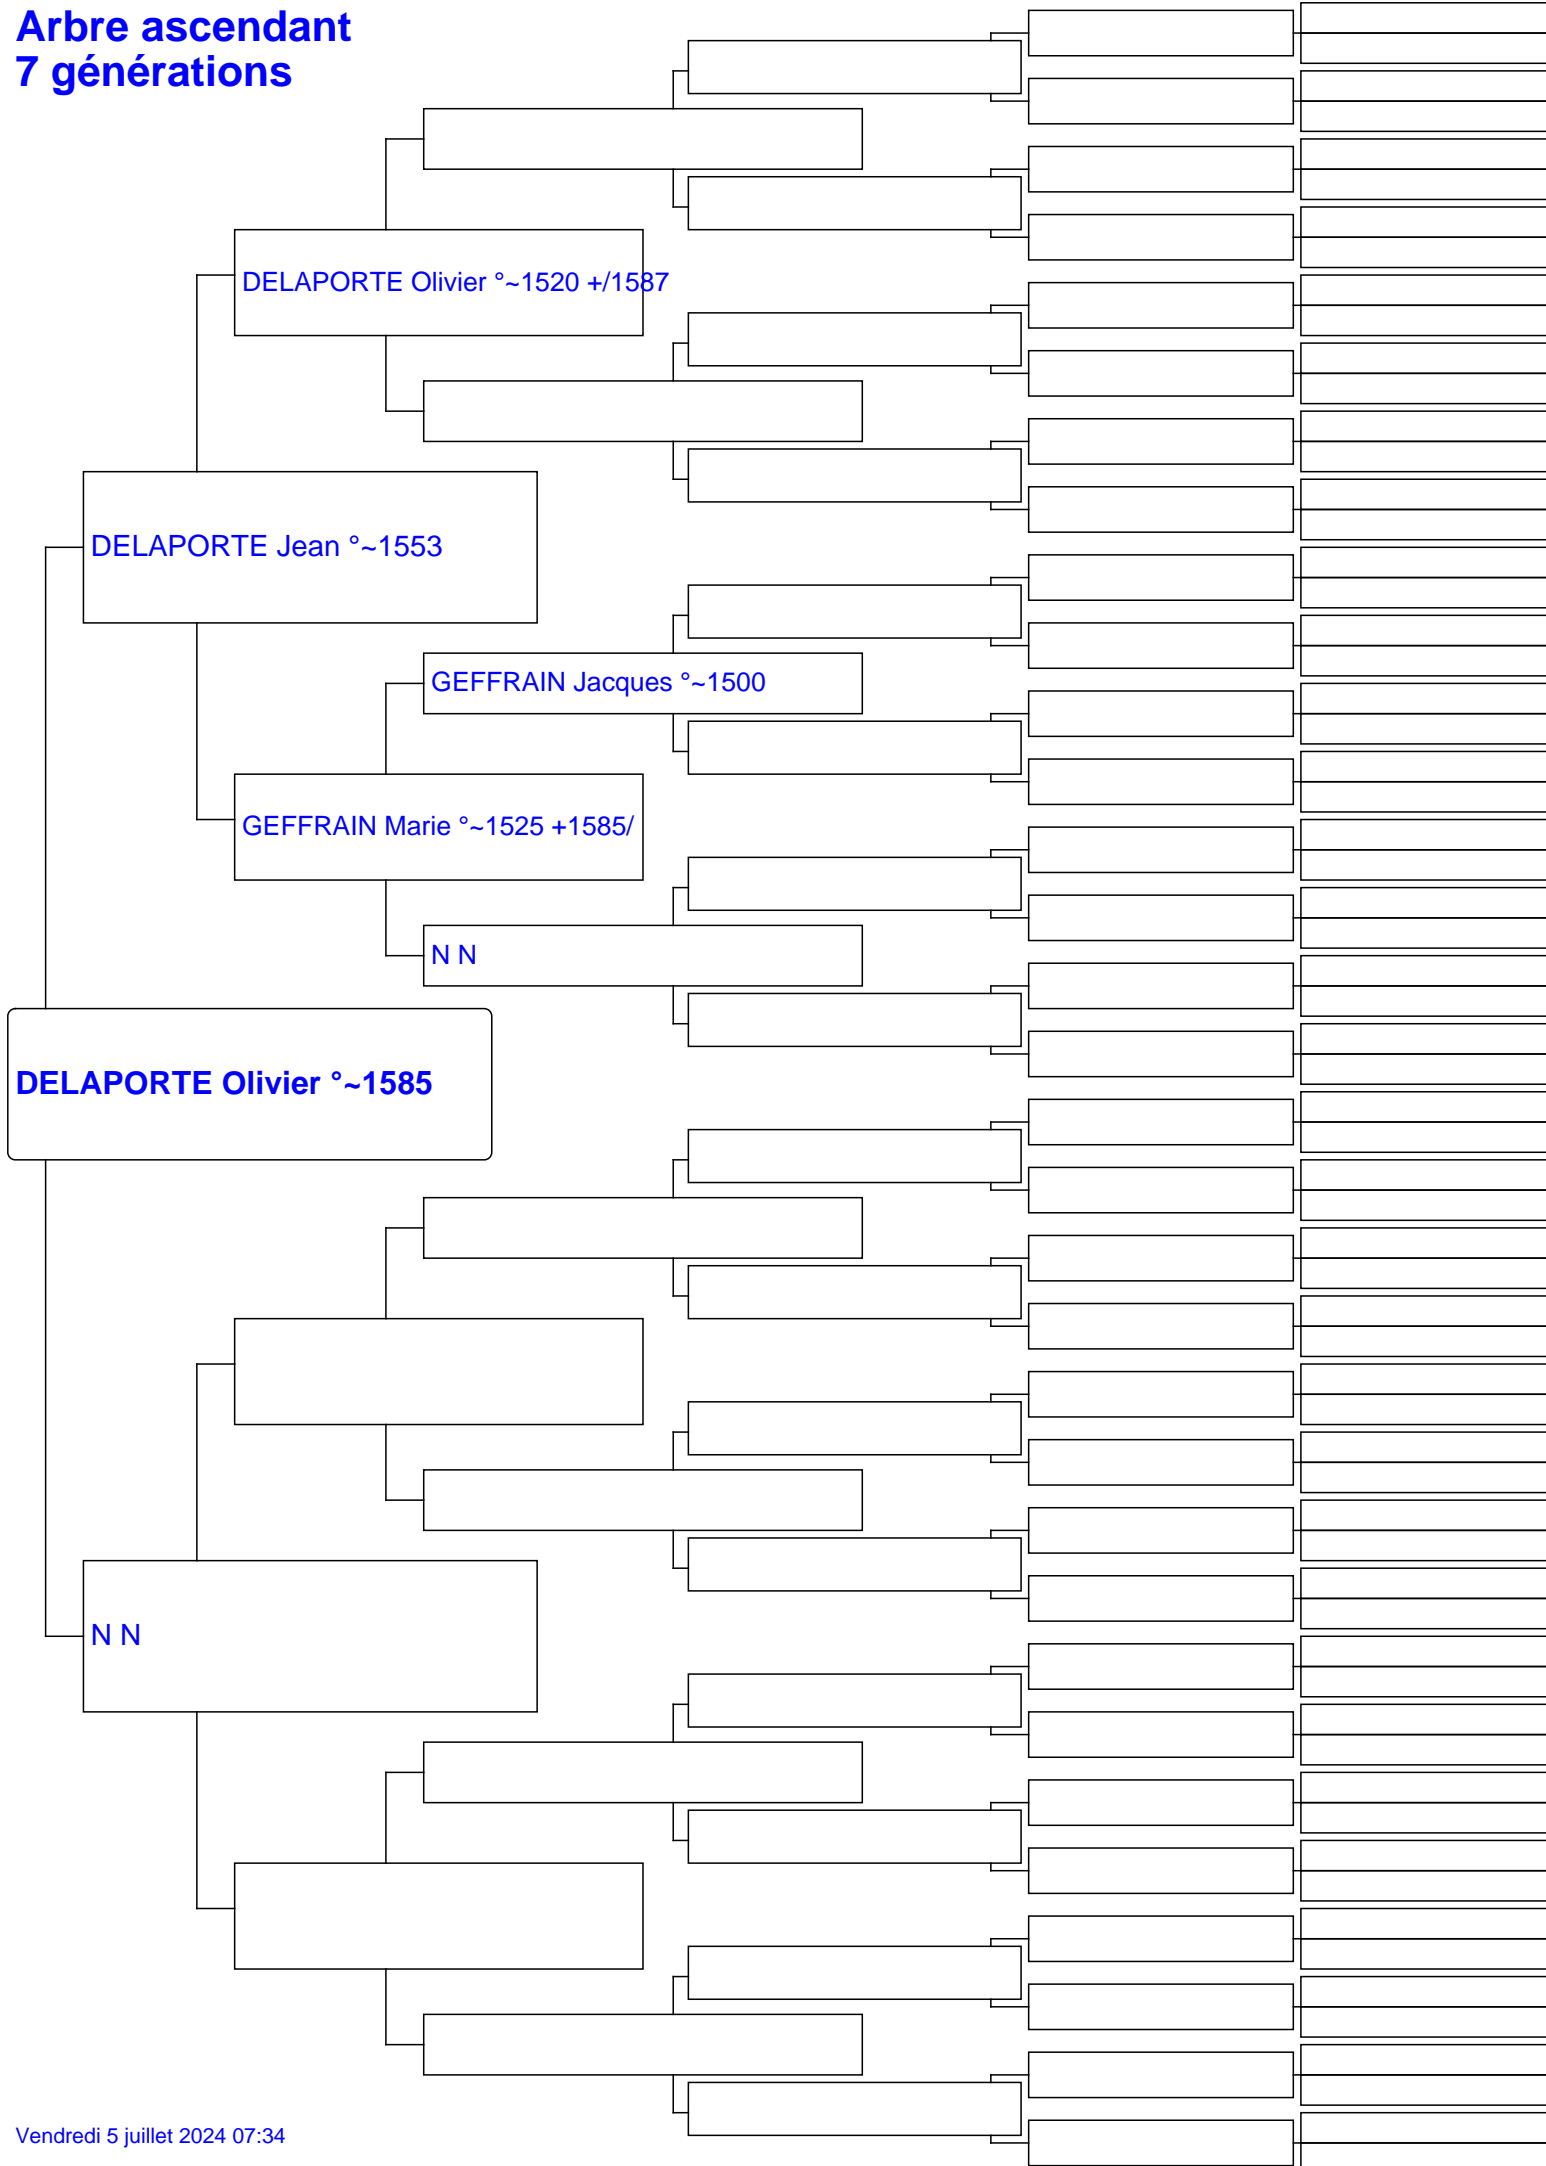 Arbre ascendant
7 générations
DELAPORTE Olivier °~1520 +/1587
DELAPORTE Jean °~1553
GEFFRAIN Jacques °~1500
GEFFRAIN Marie °~1525 +1585/
N N
DELAPORTE Olivier °~1585
N N
Vendredi 5 juillet 2024 07:34